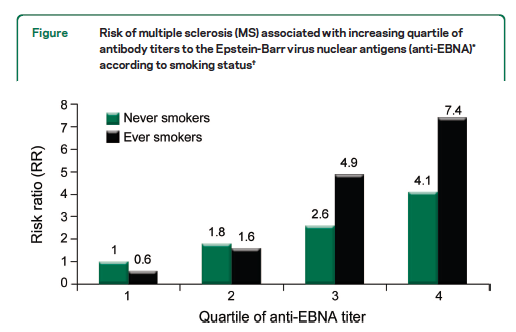 Figure
Risk of multiple sclerosis (MS) associated with increasing quartile of
antibody titers to the Epstein-Barr virus nuclear antigens (anti-EBNA)*
according to smoking status†
8
7
6
5
4
3
2
1
0
Risk ratio (RR)
Never smokers
Ever smokers
1
0.6
1.8
1.6
2.6
4.9
4.1
7.4
1
2
3
4
Quartile of anti-EBNA titer